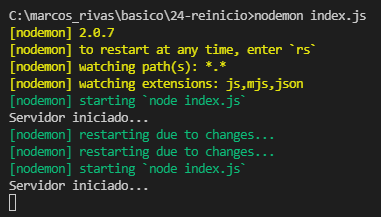 C:\marcos_rivas\basico\24-reinicio>nodemon index.js
[nodemon] 2.0.7
[nodemon] to restart at any time, enter `rs`
[nodemon] watching path(s): *.*
[nodemon] watching extensions: js,mjs,json
[nodemon] starting `node index.js`
Servidor iniciado...
[nodemon] restarting due to changes...
[nodemon] restarting due to changes...
[nodemon] starting `node index.js`
Servidor iniciado...